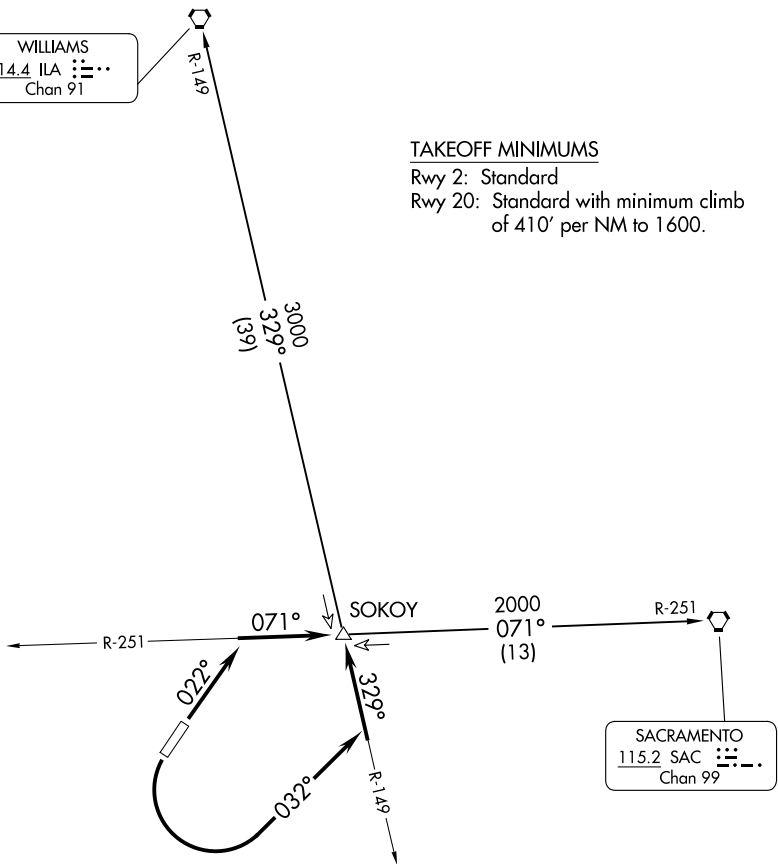 WILLIAMS
14.4 ILA
Chan 91
R-149
TAKEOFF MINIMUMS
Rwy 2: Standard
Rwy 20: Standard with minimum climb
of 410' per NM to 1600.
3000
329°
(39)
SOKOY
2000
071°
(13)
R-251
R-251
071°
022°
329°
032°
R-149
SACRAMENTO
115.2 SAC
Chan 99